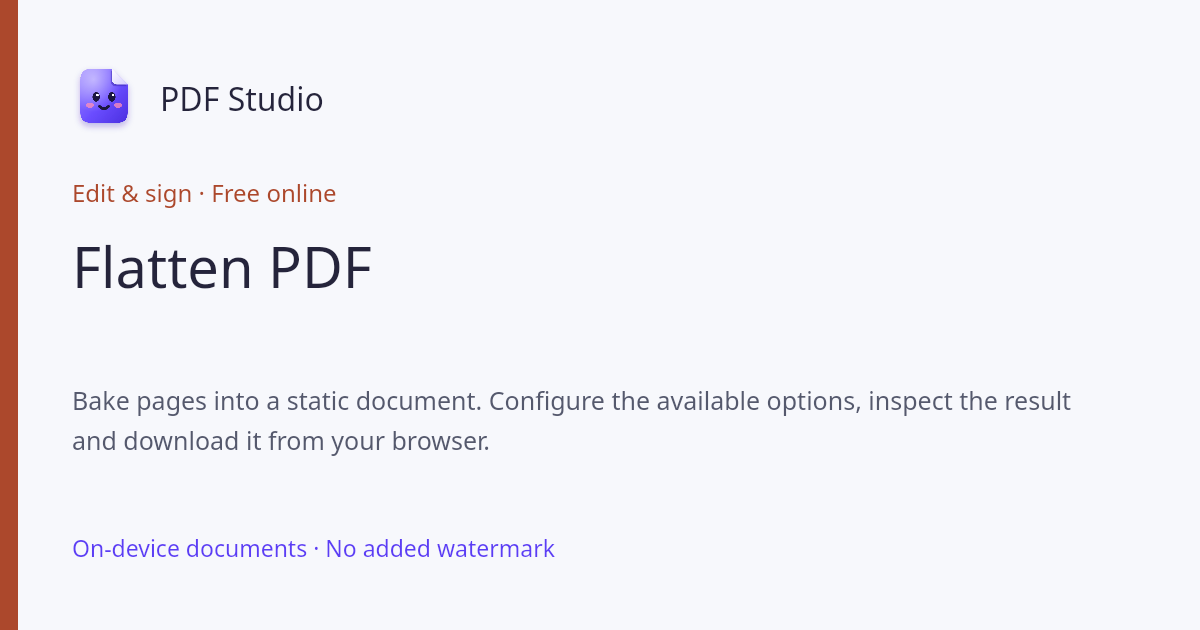 PDF Studio
Edit & sign · Free online
Flatten PDF
Bake pages into a static document. Configure the available options, inspect the result
and download it from your browser.
On-device documents · No added watermark